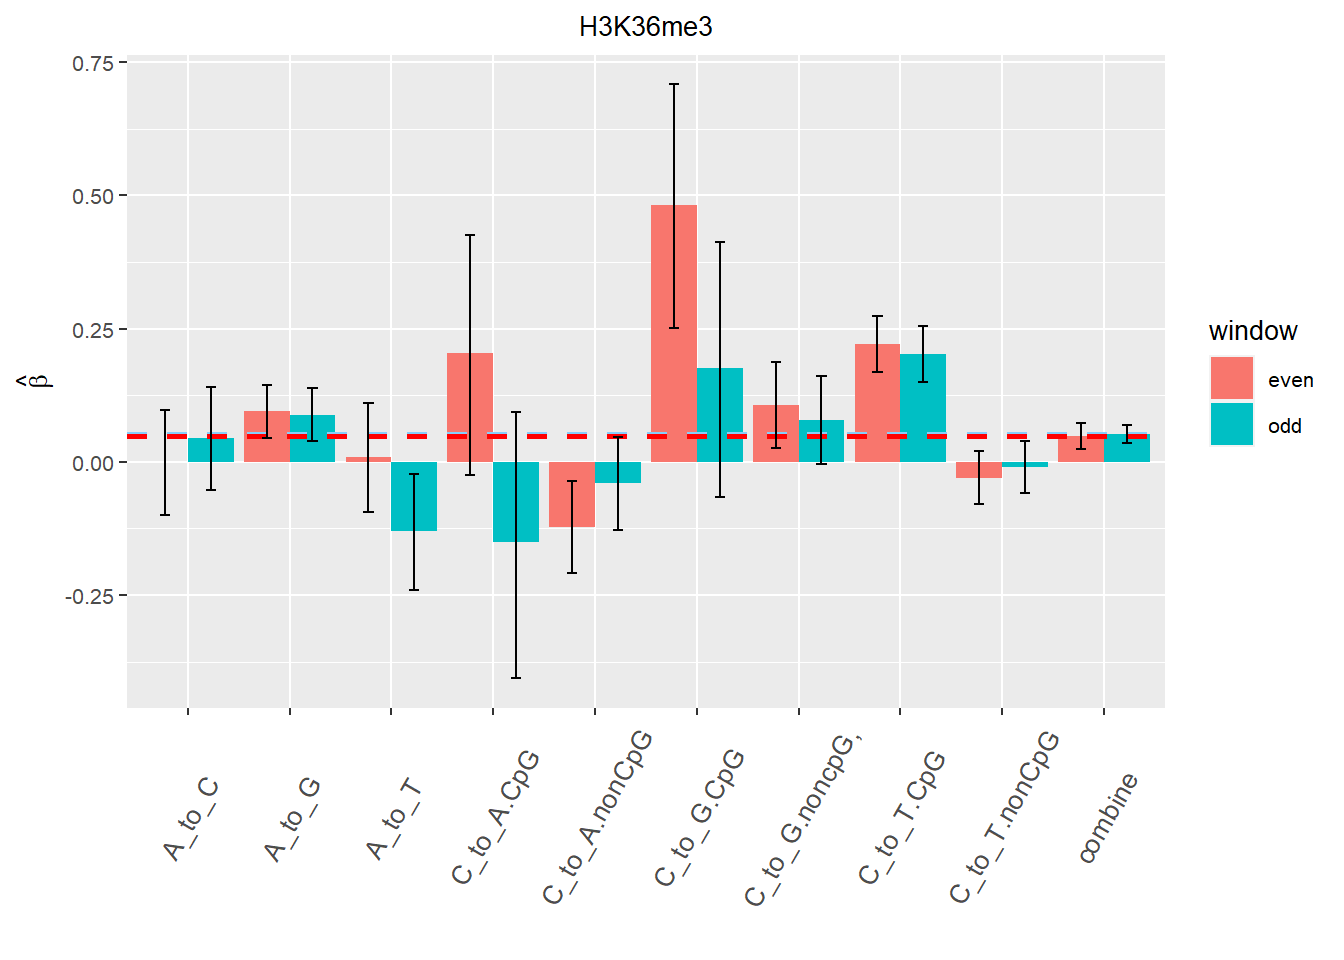 H3K36me3
0.75
0.50
0.25
0.00
-0.25
β̂
A_to_C
A_to_G
A_to_T
C_to_A.CpG
C_to_A.nonCpG
C_to_G.CpG
C_to_G.noncpG,
C_to_T.CpG
C_to_T.nonCpG
combine
window
even
odd